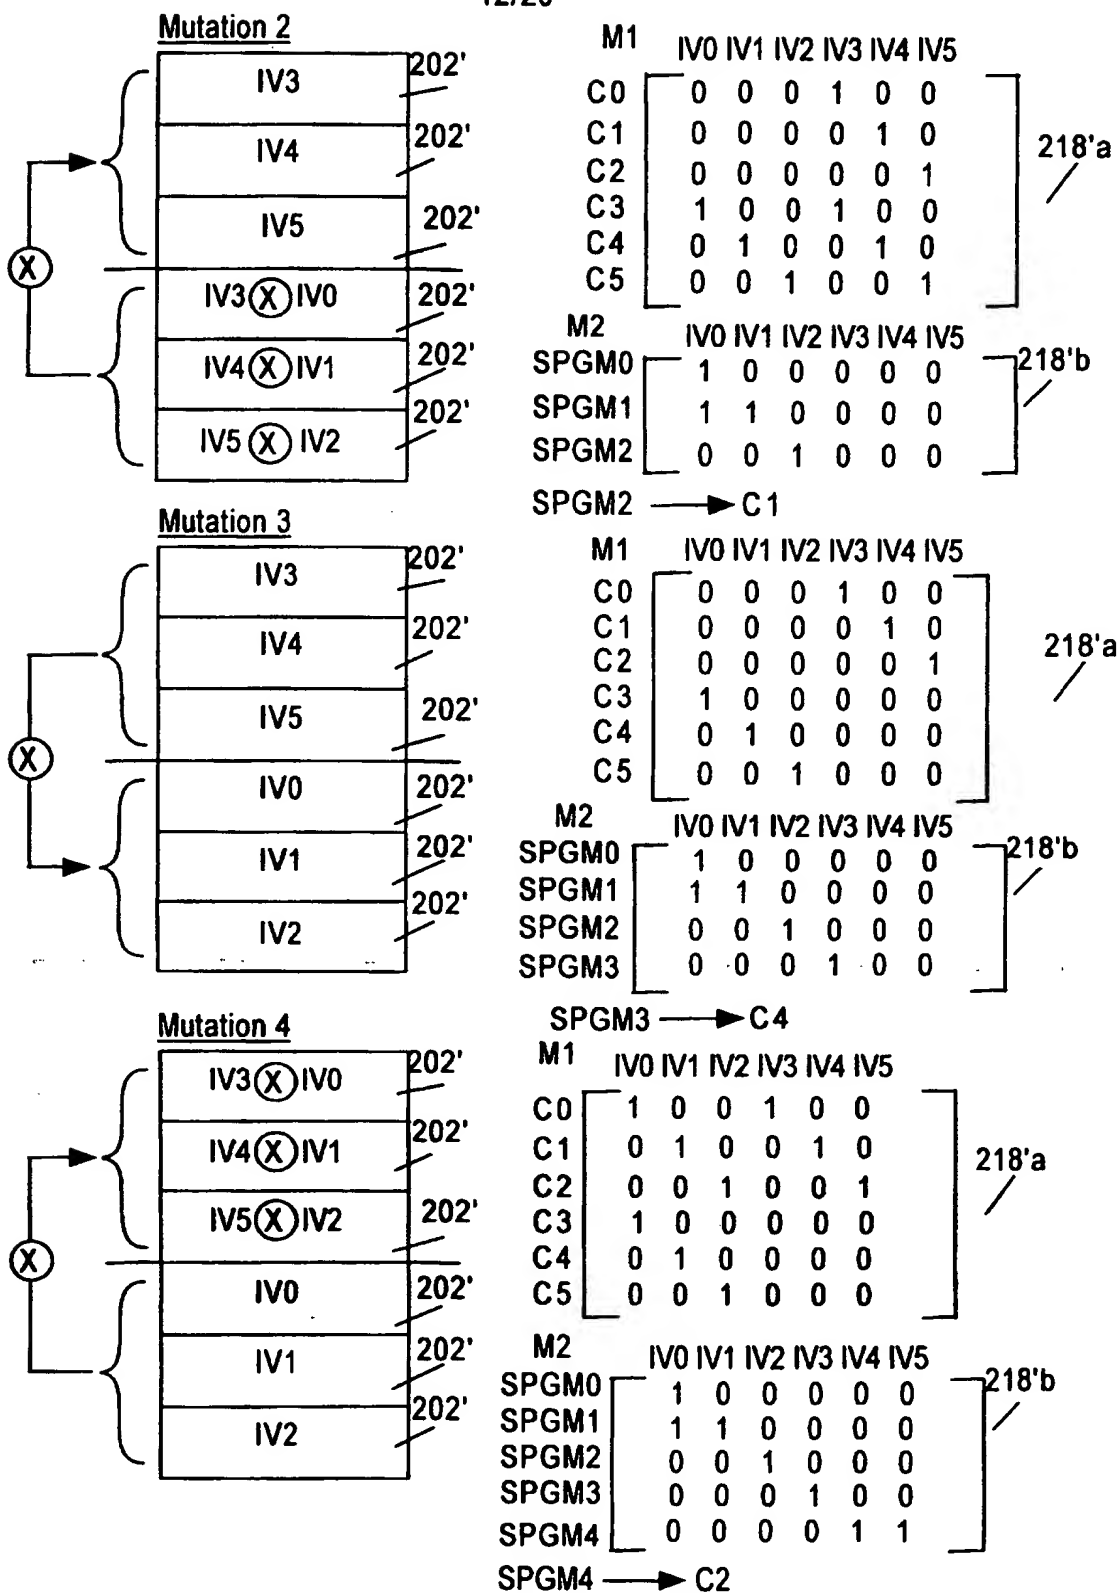 Mutation 2
IV3 202'
IV4 202'
IV5 202'
X
IV3 X IV0 202'
IV4 X IV1 202'
IV5 X IV2 202'
M1 IV0 IV1 IV2 IV3 IV4 IV5
C0 0 0 0 1 0 0
C1 0 0 0 0 1 0
C2 0 0 0 0 0 1
C3 1 0 0 1 0 0
C4 0 1 0 0 1 0
C5 0 0 1 0 0 1
218'a
M2 IV0 IV1 IV2 IV3 IV4 IV5
SPGM0 1 0 0 0 0 0
SPGM1 1 1 0 0 0 0
SPGM2 0 0 1 0 0 0
218'b
SPGM2 → C1
Mutation 3
IV3 202'
IV4 202'
IV5 202'
X
IV0 202'
IV1 202'
IV2 202'
M1 IV0 IV1 IV2 IV3 IV4 IV5
C0 0 0 0 1 0 0
C1 0 0 0 0 1 0
C2 0 0 0 0 0 1
C3 1 0 0 0 0 0
C4 0 1 0 0 0 0
C5 0 0 1 0 0 0
218'a
M2 IV0 IV1 IV2 IV3 IV4 IV5
SPGM0 1 0 0 0 0 0
SPGM1 1 1 0 0 0 0
SPGM2 0 0 1 0 0 0
SPGM3 0 0 0 1 0 0
218'b
SPGM3 → C4
Mutation 4
IV3 X IV0 202'
IV4 X IV1 202'
IV5 X IV2 202'
X
IV0 202'
IV1 202'
IV2 202'
M1 IV0 IV1 IV2 IV3 IV4 IV5
C0 1 0 0 1 0 0
C1 0 1 0 0 1 0
C2 0 0 1 0 0 1
C3 1 0 0 0 0 0
C4 0 1 0 0 0 0
C5 0 0 1 0 0 0
218'a
M2 IV0 IV1 IV2 IV3 IV4 IV5
SPGM0 1 0 0 0 0 0
SPGM1 1 1 0 0 0 0
SPGM2 0 0 1 0 0 0
SPGM3 0 0 0 1 0 0
SPGM4 0 0 0 0 1 1
218'b
SPGM4 → C2